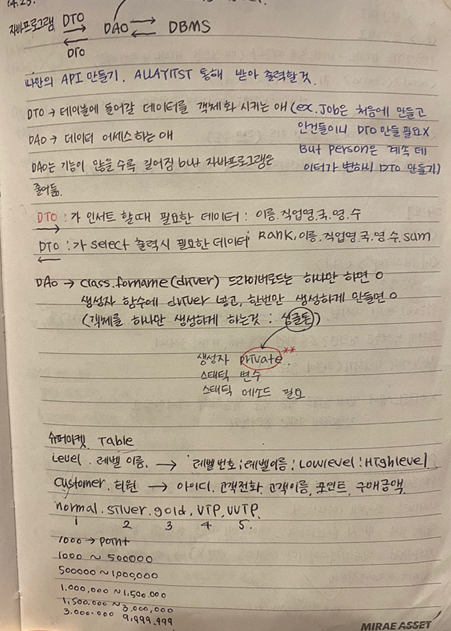 자바프로그램 DTO DAO DBMS
DTO
나만의 API 만들기. ALLAYITST 통해 받아 출력할것.
DTO → 테이블에 들어갈 데이터를 객체화 시키는 애 (ex. Job은 처음에 만들고
안건들이니 DTO 만들 필요X
DAO → 데이터 어세스 하는 애
But person은 계속 데
이터가 변하니 DTO 만들기)
DAO는 기능이 많을수록 길어짐 but 자바프로그램은
줄어듦.
DTO : 가 인서트 할때 필요한 데이터 : 이름. 직업명.국.영.수
DTO : 가 select 출력시 필요한 데이터 Rank.이름.직업명.국.영.수.sum
DAO → class.forname(driver) 드라이버로드는 하나만 하면 O
생성자 함수에 driver 넣고, 한번만 생성하게 만들면 O
(객체를 하나만 생성하게 하는것 : 싱글톤)
생성자 private **
스태틱 변수
스태틱 메소드 필요
슈퍼마켓 Table
Level . 레벨 이름. → 레벨번호 ; 레벨이름 ; Lowlevel ; Highlevel
Customer. → 아이디. 고객전화. 고객이름. 포인트. 구매금액.
normal. silver. gold. VIP. VVIP.
1 2 3 4 5.
1000 → point
1000 ~ 500000
500000 ~ 1,000,000
1,000,000 ~ 1,500,000
1,500,000 ~ 3,000,000
3,000,000 9,999,999
MIRAE ASSET